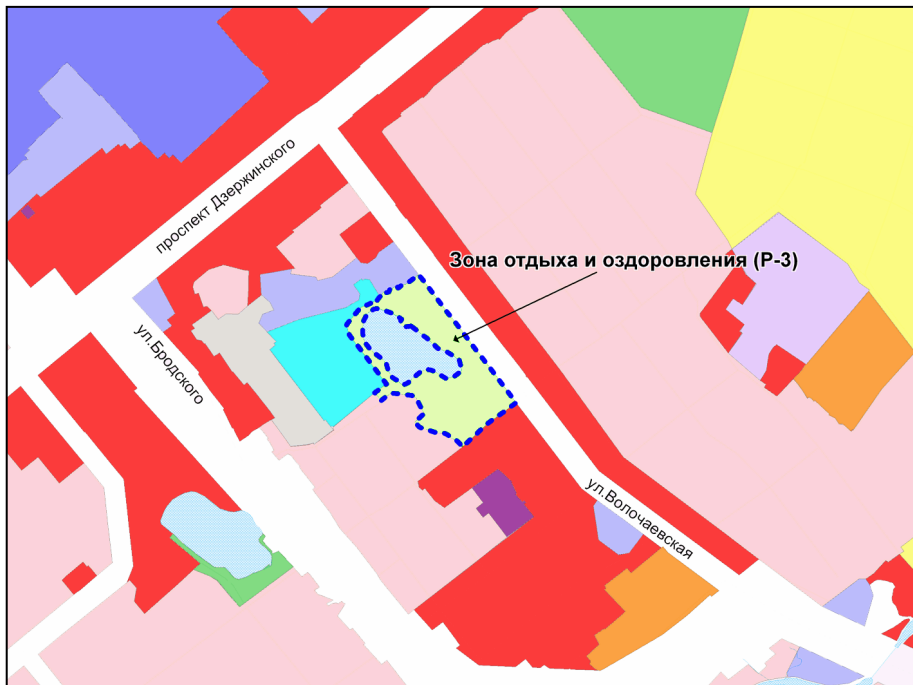 проспект Дзержинского
Зона отдыха и оздоровления (Р-3)
ул.Бродского
ул.Волочаевская